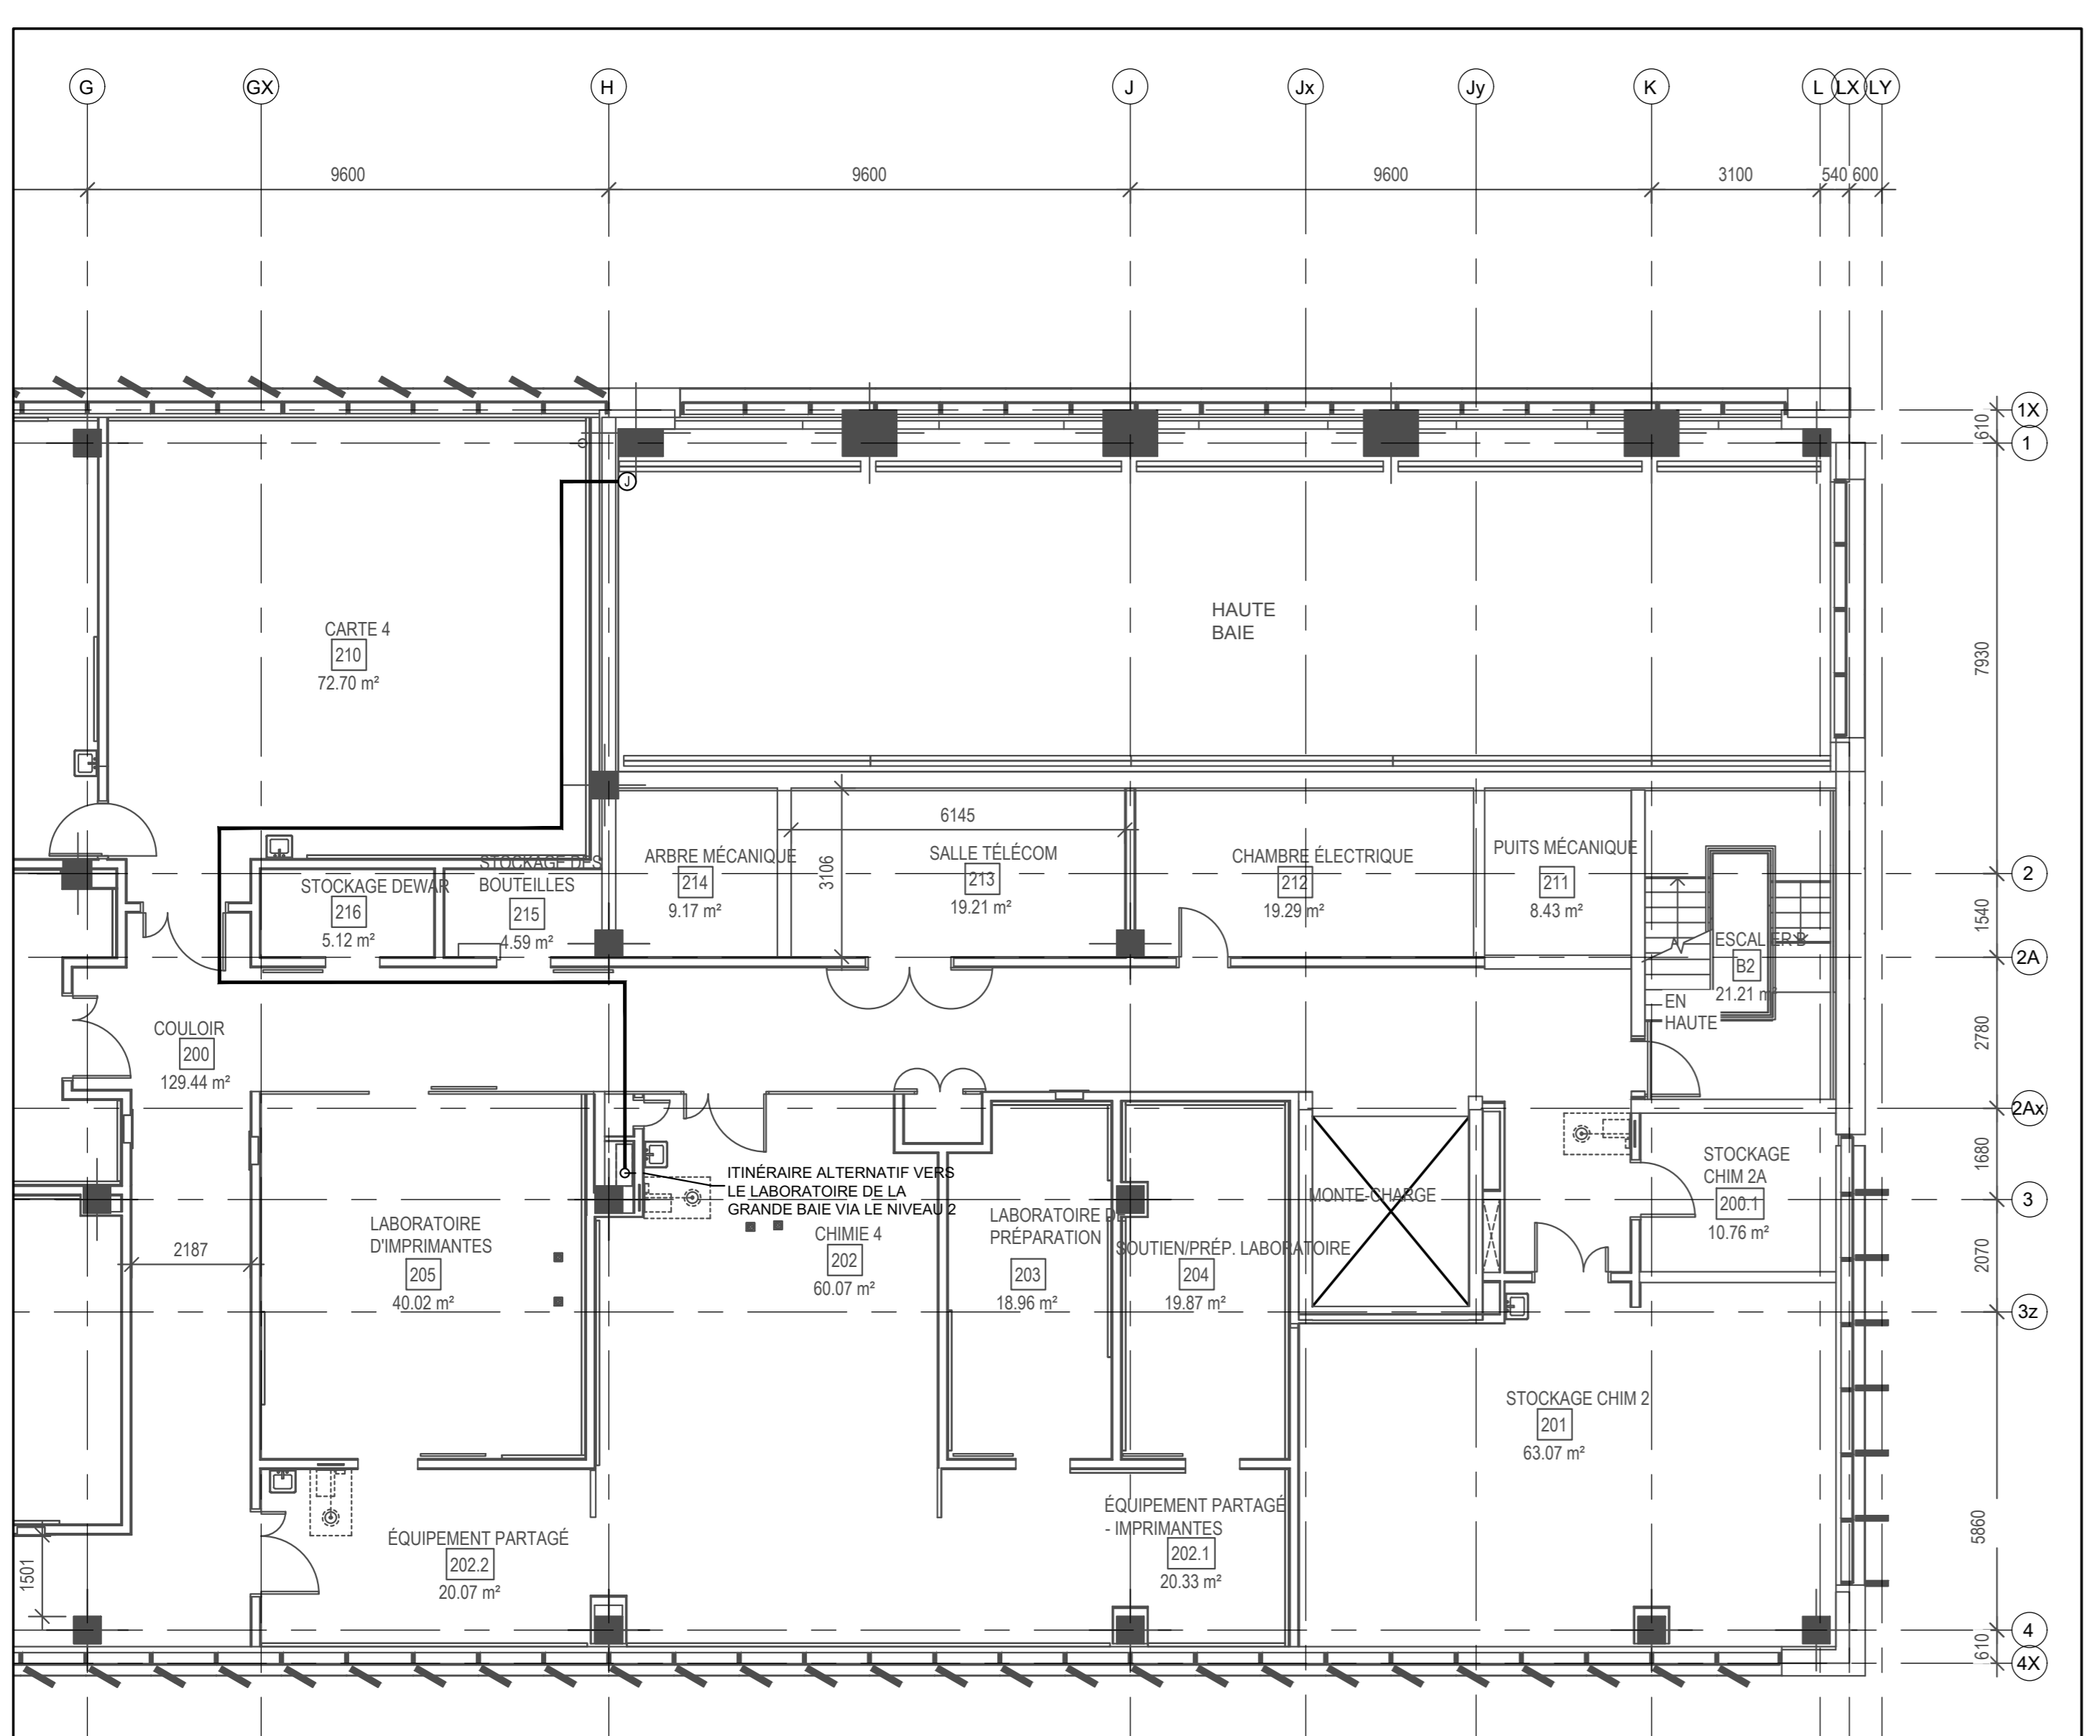 G
GX
H
J
Jx
Jy
K
L
LX
LY
9600
9600
9600
3100
540
600
1X
610
1
J
CARTE 4
210
72.70 m²
HAUTE
BAIE
7930
6145
3106
STOCKAGE DES
BOUTEILLES
215
4.59 m²
STOCKAGE DEWAR
216
5.12 m²
ARBRE MÉCANIQUE
214
9.17 m²
SALLE TÉLÉCOM
213
19.21 m²
CHAMBRE ÉLECTRIQUE
212
19.29 m²
PUITS MÉCANIQUE
211
8.43 m²
2
1540
ESCALIER B
B2
21.21 m²
2A
EN
HAUTE
COULOIR
200
129.44 m²
2780
2Ax
ITINÉRAIRE ALTERNATIF VERS
LE LABORATOIRE DE LA
GRANDE BAIE VIA LE NIVEAU 2
MONTE-CHARGE
STOCKAGE
CHIM 2A
200.1
10.76 m²
1680
3
2187
LABORATOIRE
D'IMPRIMANTES
205
40.02 m²
CHIMIE 4
202
60.07 m²
LABORATOIRE DE
PRÉPARATION
203
18.96 m²
SOUTIEN/PRÉP. LABORATOIRE
204
19.87 m²
2070
3z
STOCKAGE CHIM 2
201
63.07 m²
ÉQUIPEMENT PARTAGÉ
202.2
20.07 m²
ÉQUIPEMENT PARTAGÉ
- IMPRIMANTES
202.1
20.33 m²
5860
1501
4
610
4X